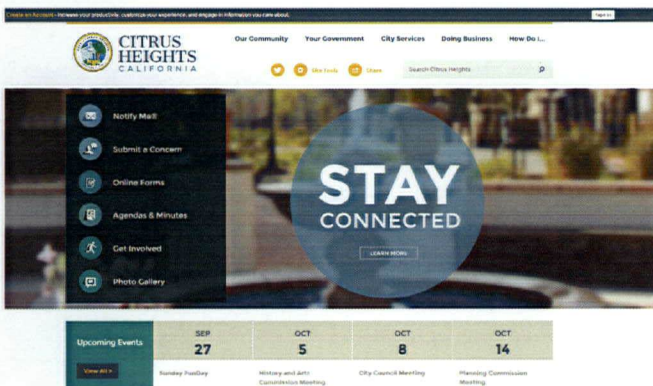 Create an Account - Increase your productivity, customize your experience, and engage in information you care about.
Sign In
CITRUS
HEIGHTS
CALIFORNIA
Our Community
Your Government
City Services
Doing Business
How Do I...
Site Tools
Share
Search Citrus Heights
Notify Me®
Submit a Concern
Online Forms
Agendas & Minutes
Get Involved
Photo Gallery
STAY
CONNECTED
LEARN MORE
Upcoming Events
View All »
SEP
27
Sunday FunDay
OCT
5
History and Arts
Commission Meeting
OCT
8
City Council Meeting
OCT
14
Planning Commission
Meeting